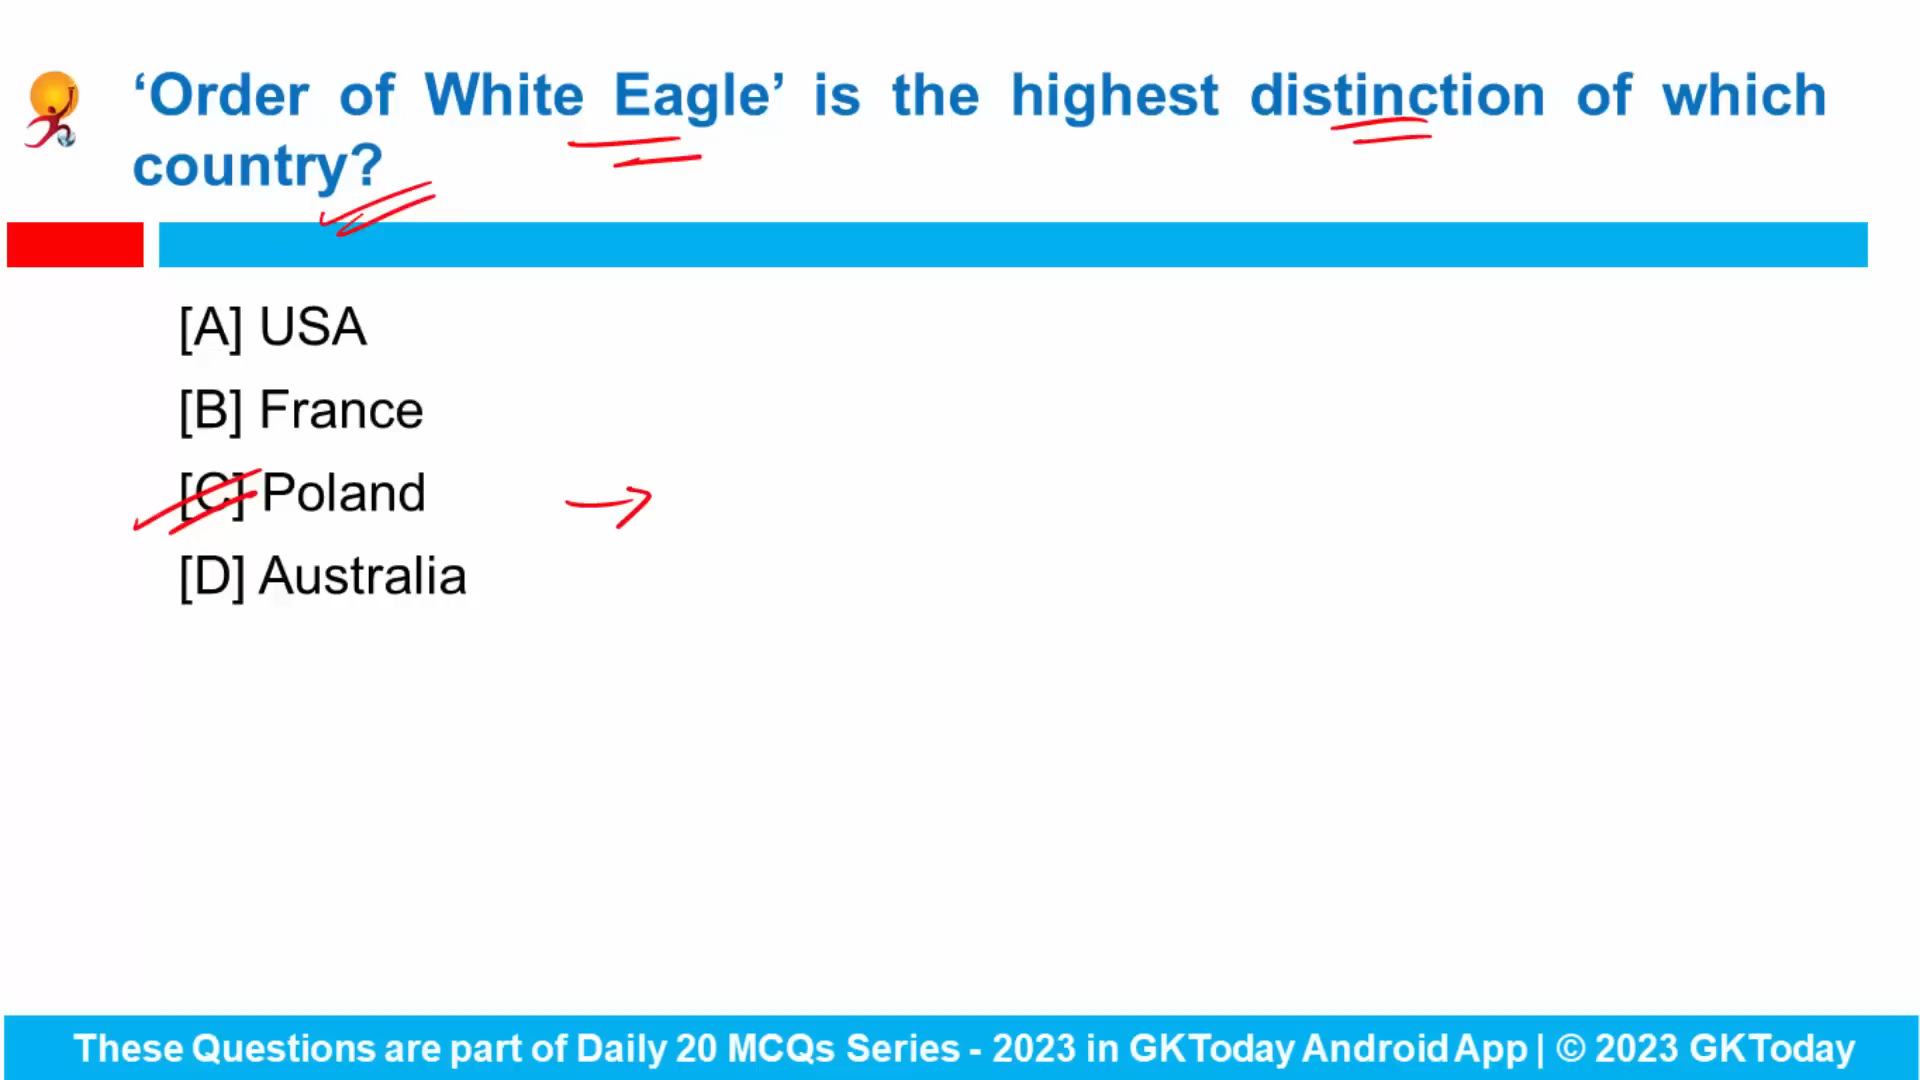 ‘Order of White Eagle’ is the highest distinction of which
country?
[A] USA
[B] France
[C] Poland
[D] Australia
These Questions are part of Daily 20 MCQs Series - 2023 in GKToday Android App | © 2023 GKToday